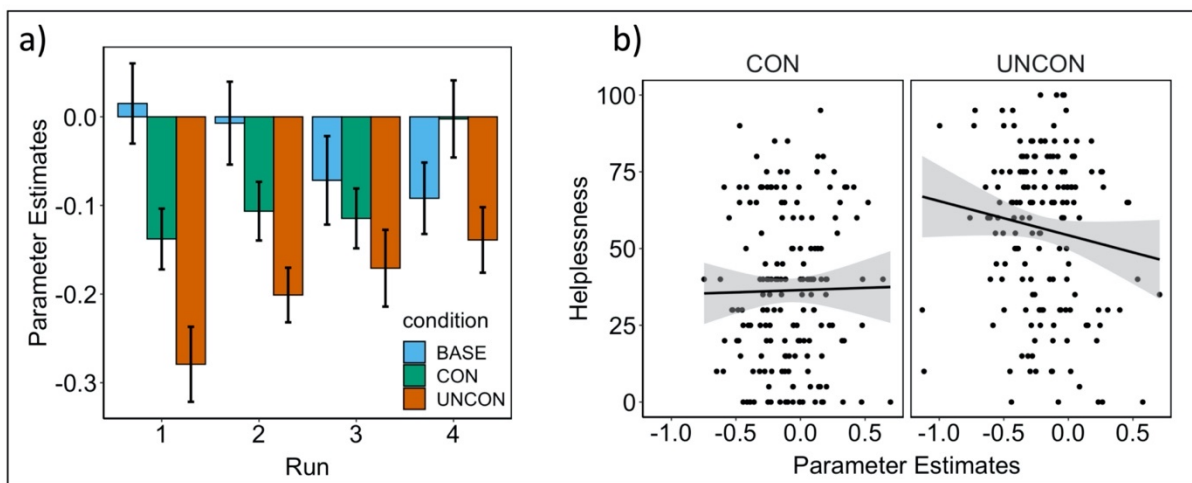 a)
Parameter Estimates
0.0
-0.1
-0.2
-0.3
condition
BASE
CON
UNCON
1 2 3 4
Run
b)
CON UNCON
Helplessness
100
75
50
25
0
-1.0 -0.5 0.0 0.5 -1.0 -0.5 0.0 0.5
Parameter Estimates